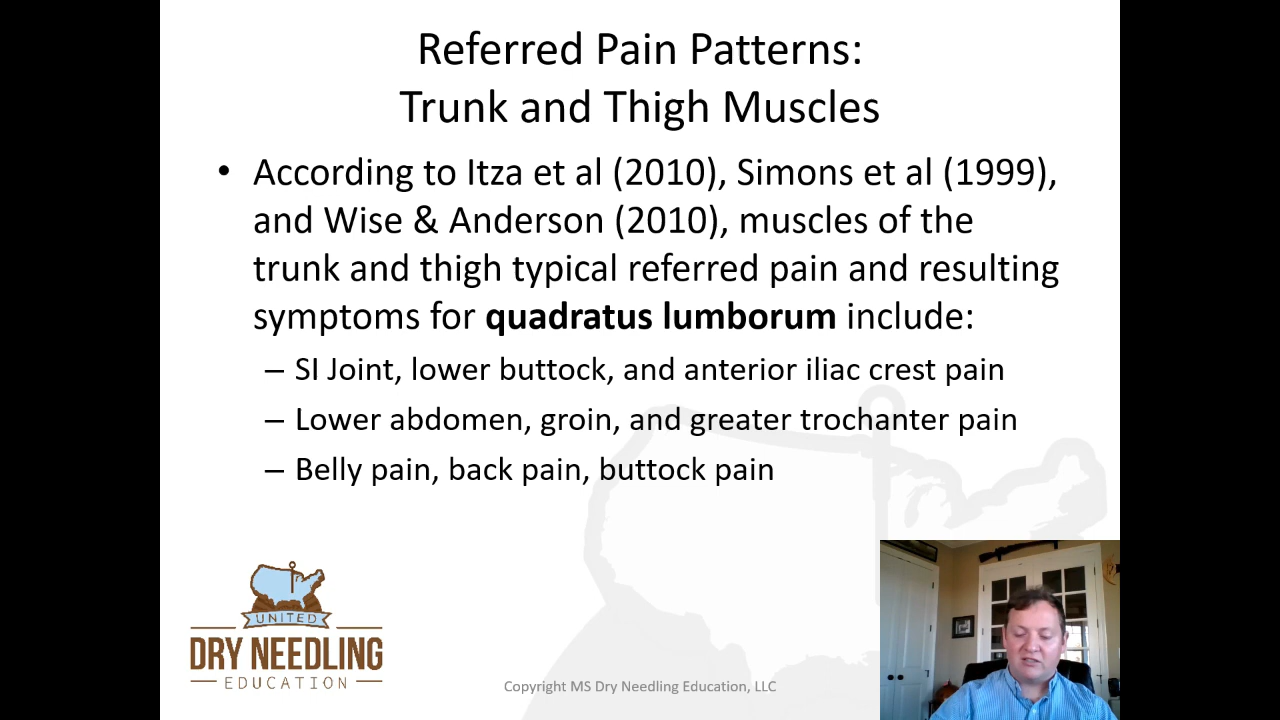 Referred Pain Patterns:
Trunk and Thigh Muscles
• According to Itza et al (2010), Simons et al (1999),
and Wise & Anderson (2010), muscles of the
trunk and thigh typical referred pain and resulting
symptoms for quadratus lumborum include:
– SI Joint, lower buttock, and anterior iliac crest pain
– Lower abdomen, groin, and greater trochanter pain
– Belly pain, back pain, buttock pain
UNITED
DRY NEEDLING
EDUCATION
Copyright MS Dry Needling Education, LLC